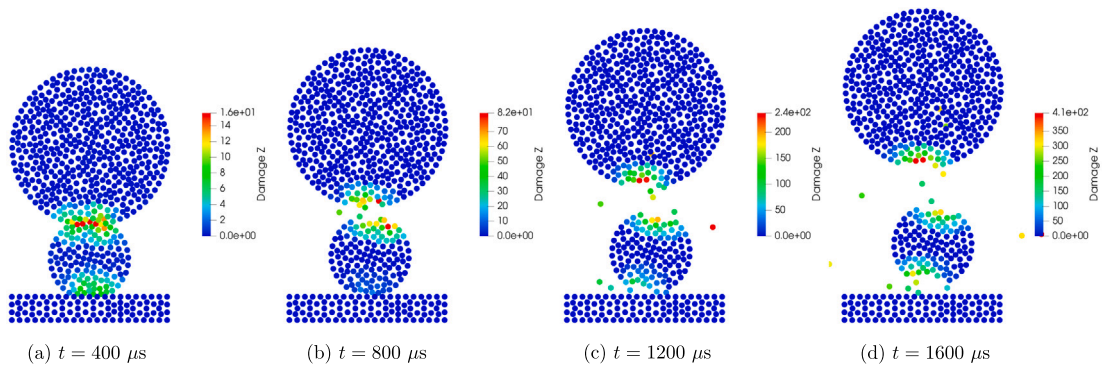 1.6e+01
14
12
10
8
6
4
2
0.0e+00
Damage Z
8.2e+01
70
60
50
40
30
20
10
0.0e+00
Damage Z
2.4e+02
200
150
100
50
0.0e+00
Damage Z
4.1e+02
350
300
250
200
150
100
50
0.0e+00
Damage Z
(a) t = 400 μs
(b) t = 800 μs
(c) t = 1200 μs
(d) t = 1600 μs